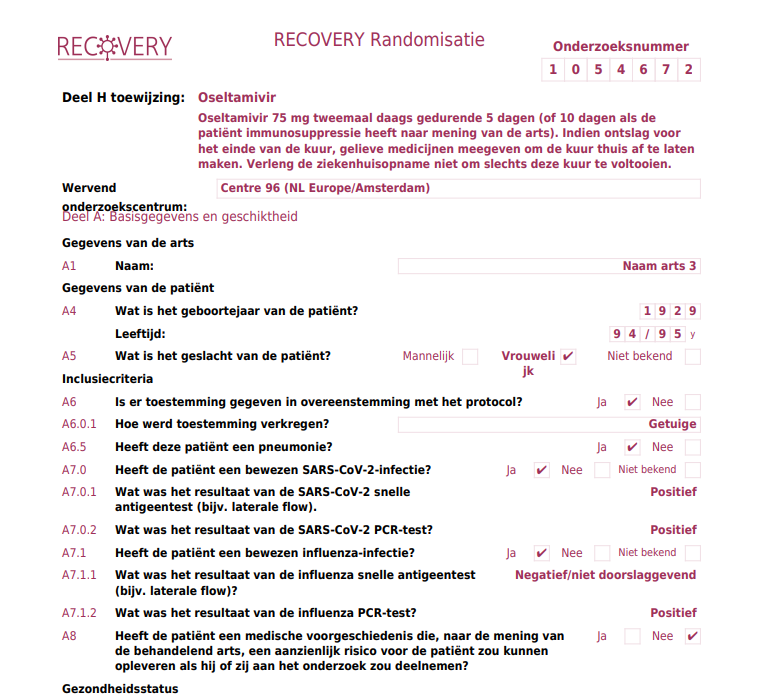 RECOVERY
RECOVERY Randomisatie
Onderzoeksnummer
1 0 5 4 6 7 2
Deel H toewijzing: Oseltamivir
Oseltamivir 75 mg tweemaal daags gedurende 5 dagen (of 10 dagen als de
patiënt immunosuppressie heeft naar mening van de arts). Indien ontslag voor
het einde van de kuur, gelieve medicijnen meegeven om de kuur thuis af te laten
maken. Verleng de ziekenhuisopname niet om slechts deze kuur te voltooien.
Wervend
onderzoekscentrum:
Centre 96 (NL Europe/Amsterdam)
Deel A: Basisgegevens en geschiktheid
Gegevens van de arts
A1 Naam: Naam arts 3
Gegevens van de patiënt
A4 Wat is het geboortejaar van de patiënt? 1 9 2 9
Leeftijd: 9 4 / 9 5 y
A5 Wat is het geslacht van de patiënt? Mannelijk Vrouweli ✔ Niet bekend
jk
Inclusiecriteria
A6 Is er toestemming gegeven in overeenstemming met het protocol? Ja ✔ Nee
A6.0.1 Hoe werd toestemming verkregen? Getuige
A6.5 Heeft deze patiënt een pneumonie? Ja ✔ Nee
A7.0 Heeft de patiënt een bewezen SARS-CoV-2-infectie? Ja ✔ Nee Niet bekend
A7.0.1 Wat was het resultaat van de SARS-CoV-2 snelle Positief
antigeentest (bijv. laterale flow).
A7.0.2 Wat was het resultaat van de SARS-CoV-2 PCR-test? Positief
A7.1 Heeft de patiënt een bewezen influenza-infectie? Ja ✔ Nee Niet bekend
A7.1.1 Wat was het resultaat van de influenza snelle antigeentest Negatief/niet doorslaggevend
(bijv. laterale flow)?
A7.1.2 Wat was het resultaat van de influenza PCR-test? Positief
A8 Heeft de patiënt een medische voorgeschiedenis die, naar de mening van Ja Nee ✔
de behandelend arts, een aanzienlijk risico voor de patiënt zou kunnen
opleveren als hij of zij aan het onderzoek zou deelnemen?
Gezondheidsstatus